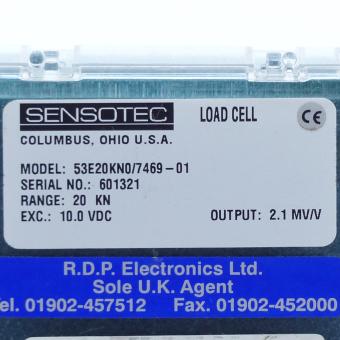 SENSOTEC LOAD CELL CE
COLUMBUS, OHIO U.S.A.
MODEL: 53E20KN0/7469-01
SERIAL NO.: 601321
RANGE: 20 KN
EXC.: 10.0 VDC OUTPUT: 2.1 MV/V
R.D.P. Electronics Ltd.
Sole U.K. Agent
Tel. 01902-457512 Fax. 01902-452000